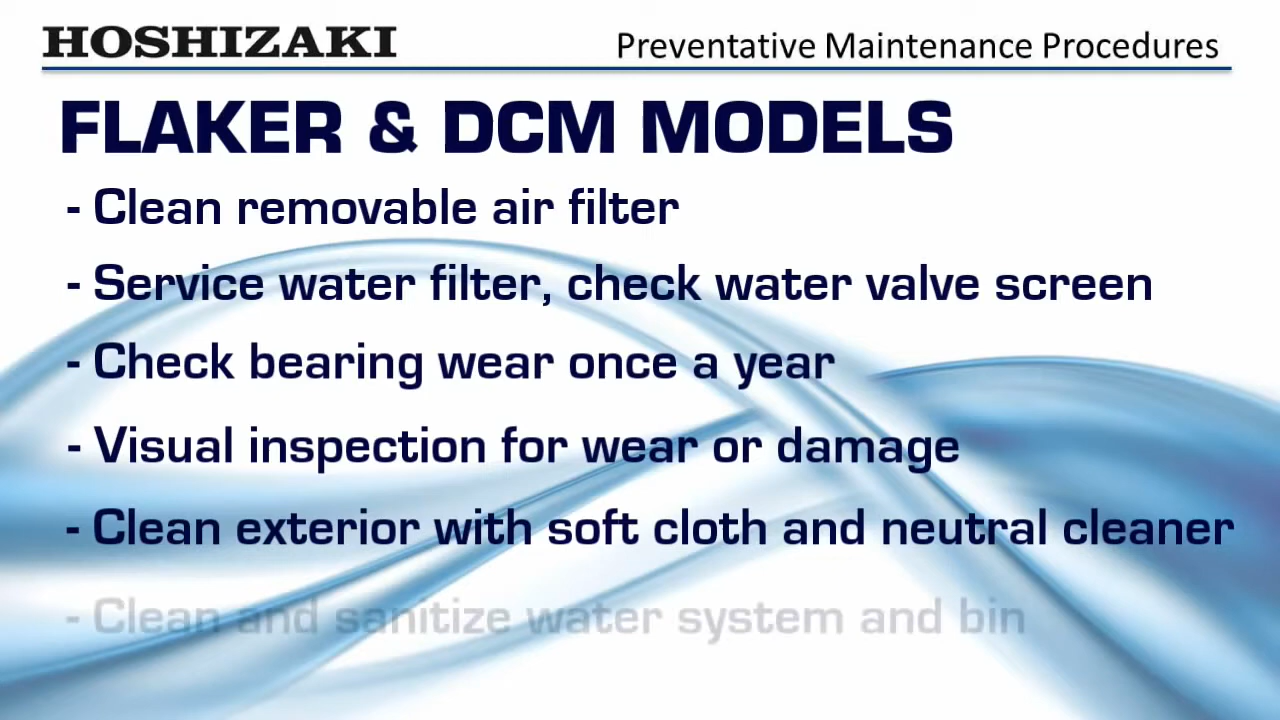 HOSHIZAKI
Preventative Maintenance Procedures
FLAKER & DCM MODELS
- Clean removable air filter
- Service water filter, check water valve screen
- Check bearing wear once a year
- Visual inspection for wear or damage
- Clean exterior with soft cloth and neutral cleaner
- Clean and sanitize water system and bin